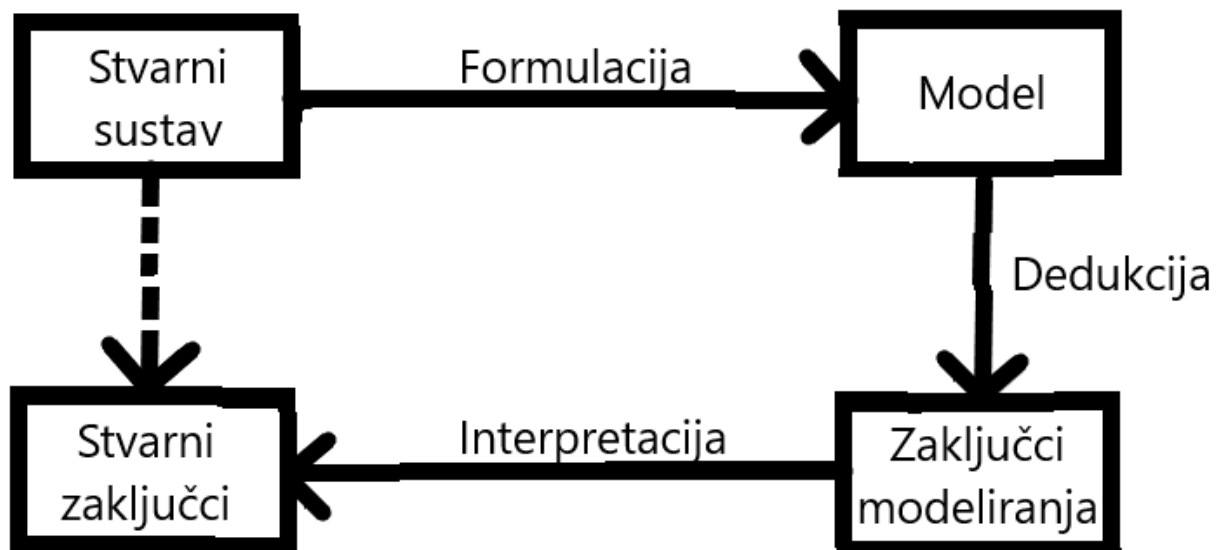 Stvarni
sustav
Formulacija
Model
Dedukcija
Stvarni
zaključci
Interpretacija
Zaključci
modeliranja